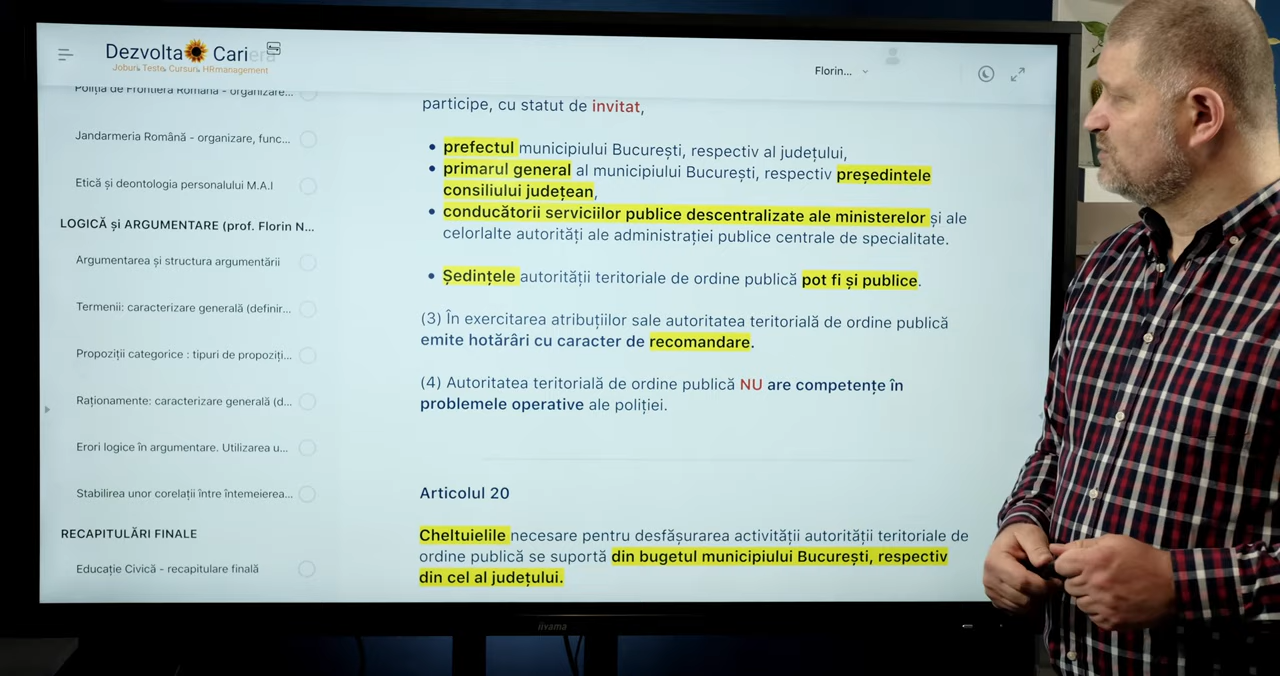 Dezvolta Cariera
Joburi, Teste, Cursuri, HRmanagement
Florin...
Poliția de Frontieră Română - organizare...
Jandarmeria Română - organizare, func...
Etică și deontologia personalului M.A.I
LOGICĂ și ARGUMENTARE (prof. Florin N...
Argumentarea și structura argumentării
Termenii: caracterizare generală (definir...
Propoziții categorice : tipuri de propoziți...
Raționamente: caracterizare generală (d...
Erori logice în argumentare. Utilizarea u...
Stabilirea unor corelații între întemeierea...
RECAPITULĂRI FINALE
Educație Civică - recapitulare finală
participe, cu statut de invitat,
• prefectul municipiului București, respectiv al județului,
• primarul general al municipiului București, respectiv președintele
consiliului județean,
• conducătorii serviciilor publice descentralizate ale ministerelor și ale
celorlalte autorități ale administrației publice centrale de specialitate.
• Ședințele autorității teritoriale de ordine publică pot fi și publice.
(3) În exercitarea atribuțiilor sale autoritatea teritorială de ordine publică
emite hotărâri cu caracter de recomandare.
(4) Autoritatea teritorială de ordine publică NU are competențe în
problemele operative ale poliției.
Articolul 20
Cheltuielile necesare pentru desfășurarea activității autorității teritoriale de
ordine publică se suportă din bugetul municipiului București, respectiv
din cel al județului.
iiyama